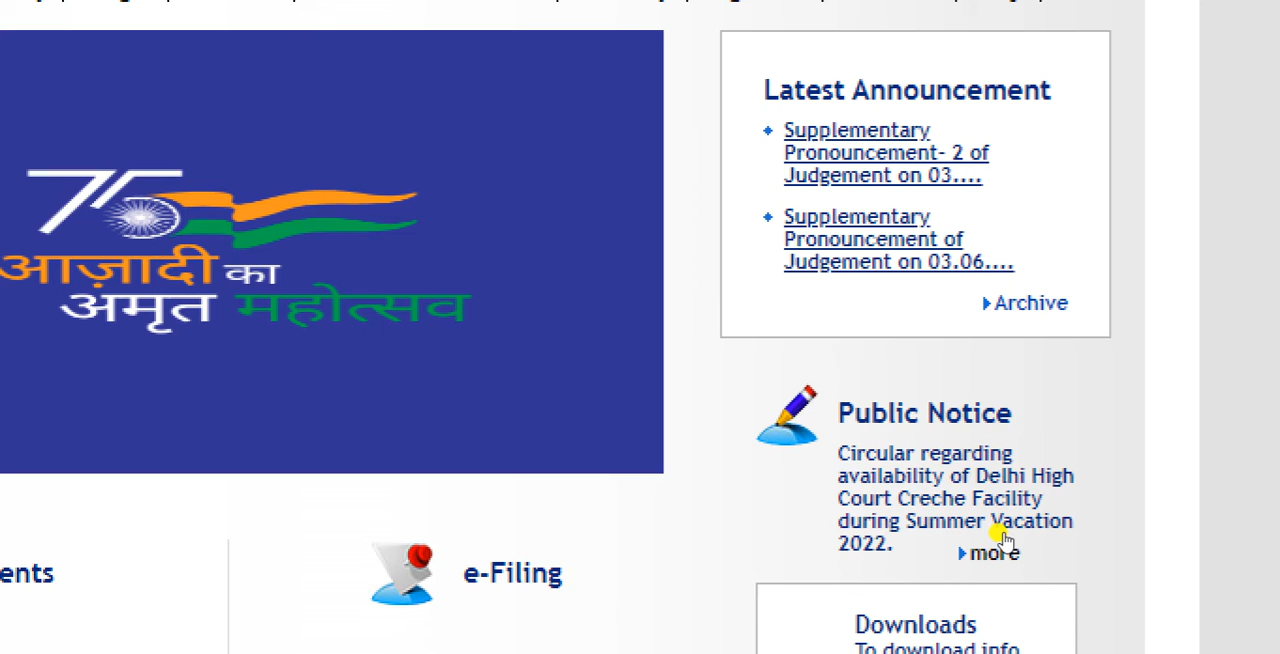 Latest Announcement
Supplementary
Pronouncement- 2 of
Judgement on 03....
Supplementary
Pronouncement of
Judgement on 03.06....
Archive
75
आज़ादी का
अमृत महोत्सव
Public Notice
Circular regarding
availability of Delhi High
Court Creche Facility
during Summer Vacation
2022.
more
ents
e-Filing
Downloads
To download info